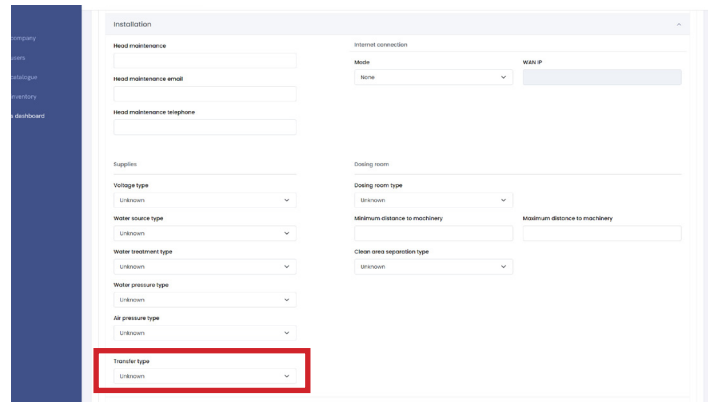 company
users
catalogue
inventory
s dashboard
Installation
Head maintenance
Head maintenance email
Head maintenance telephone
Internet connection
Mode
WAN IP
None
Supplies
Voltage type
Unknown
Water source type
Unknown
Water treatment type
Unknown
Water pressure type
Unknown
Air pressure type
Unknown
Transfer type
Unknown
Dosing room
Dosing room type
Unknown
Minimum distance to machinery
Maximum distance to machinery
Clean area separation type
Unknown